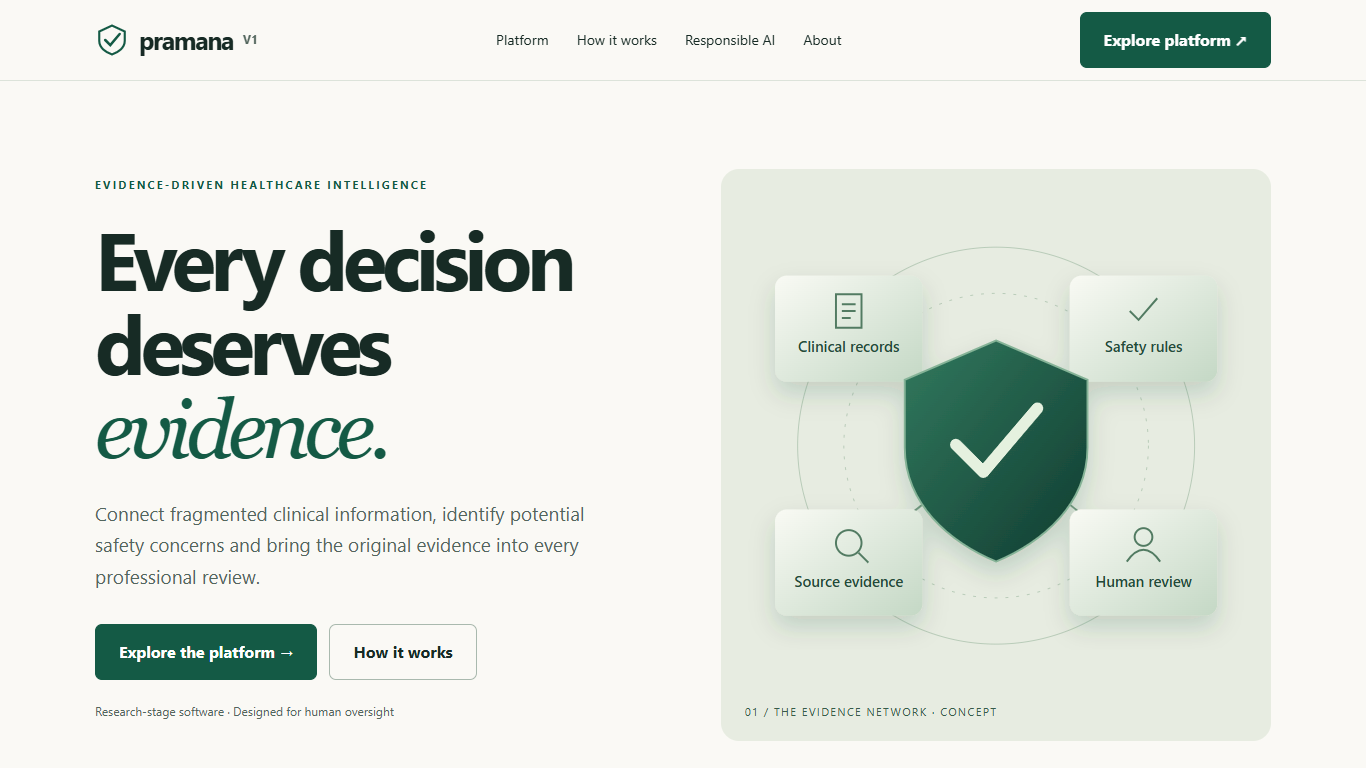 pramana V1
Platform
How it works
Responsible AI
About
Explore platform ↗
EVIDENCE-DRIVEN HEALTHCARE INTELLIGENCE
Every decision
deserves
evidence.
Connect fragmented clinical information, identify potential
safety concerns and bring the original evidence into every
professional review.
Explore the platform →
How it works
Research-stage software · Designed for human oversight
Clinical records
Safety rules
Source evidence
Human review
01 / THE EVIDENCE NETWORK · CONCEPT